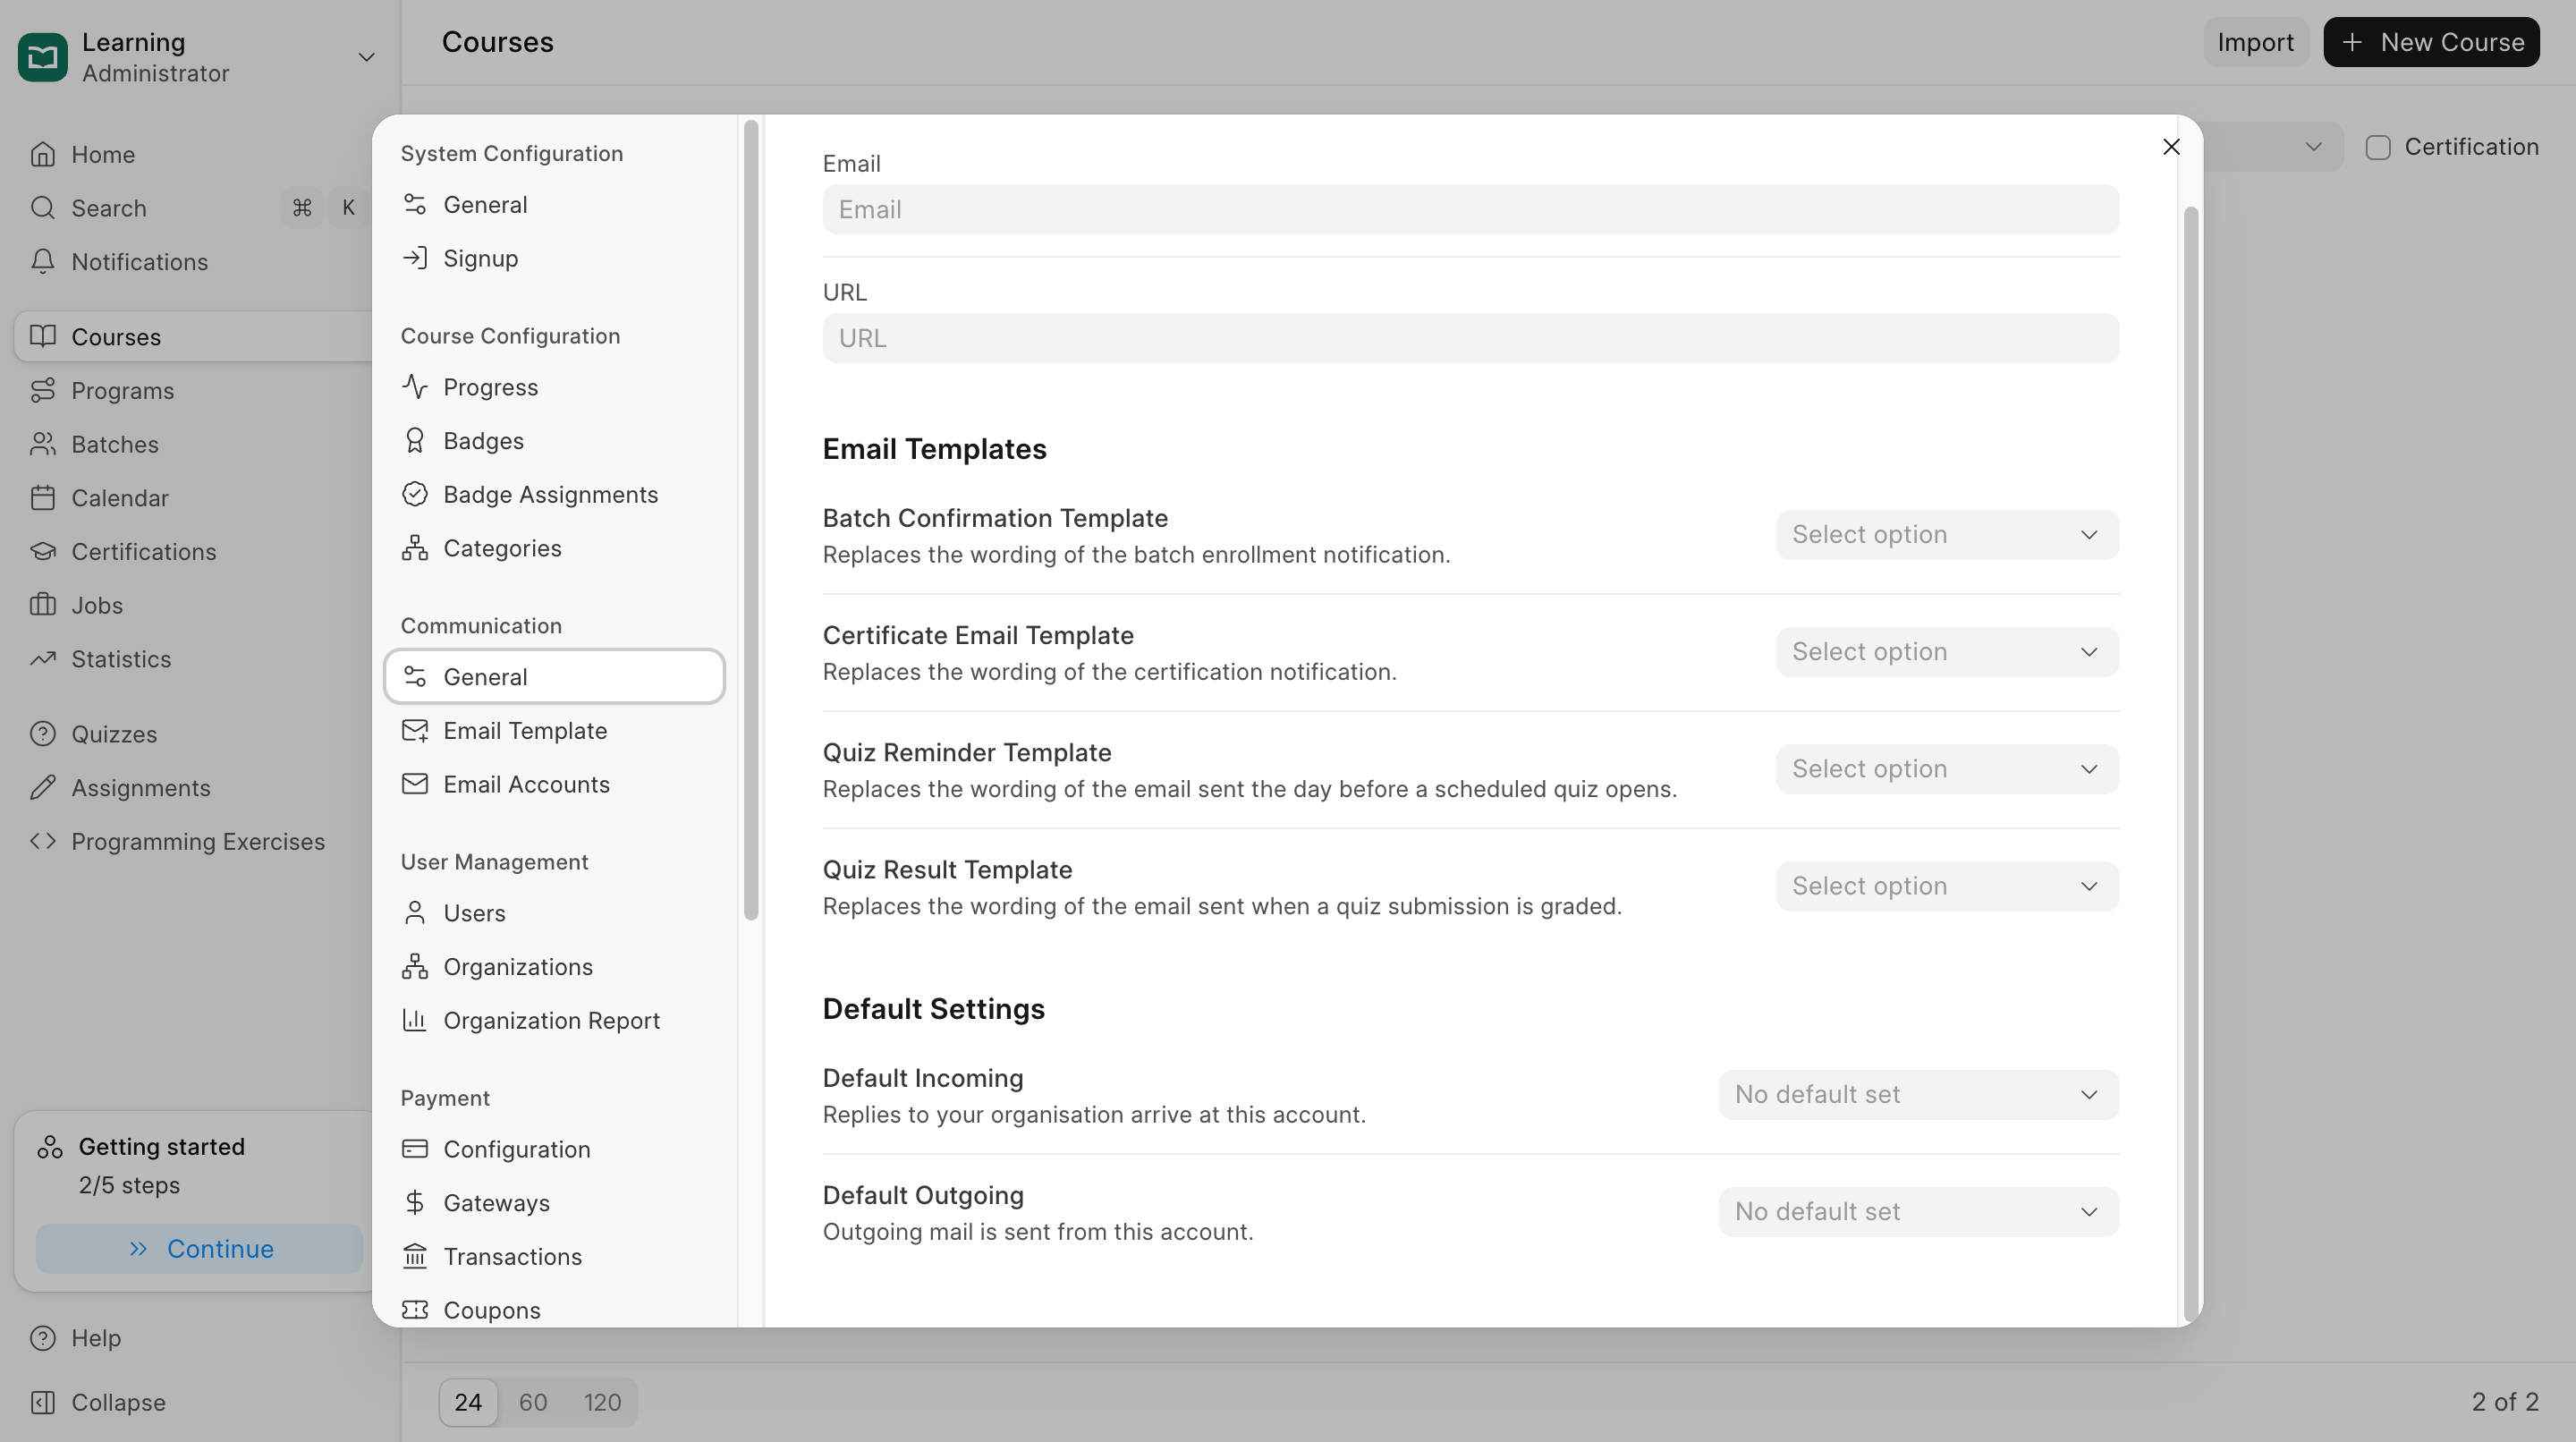 Learning
Administrator
Home
Search ⌘ K
Notifications
Courses
Programs
Batches
Calendar
Certifications
Jobs
Statistics
Quizzes
Assignments
Programming Exercises
Getting started
2/5 steps
Continue
Help
Collapse
Courses
Import
New Course
Certification
System Configuration
General
Signup
Course Configuration
Progress
Badges
Badge Assignments
Categories
Communication
General
Email Template
Email Accounts
User Management
Users
Organizations
Organization Report
Payment
Configuration
Gateways
Transactions
Coupons
Email
Email
URL
URL
Email Templates
Batch Confirmation Template
Replaces the wording of the batch enrollment notification.
Select option
Certificate Email Template
Replaces the wording of the certification notification.
Select option
Quiz Reminder Template
Replaces the wording of the email sent the day before a scheduled quiz opens.
Select option
Quiz Result Template
Replaces the wording of the email sent when a quiz submission is graded.
Select option
Default Settings
Default Incoming
Replies to your organisation arrive at this account.
No default set
Default Outgoing
Outgoing mail is sent from this account.
No default set
24 60 120
2 of 2